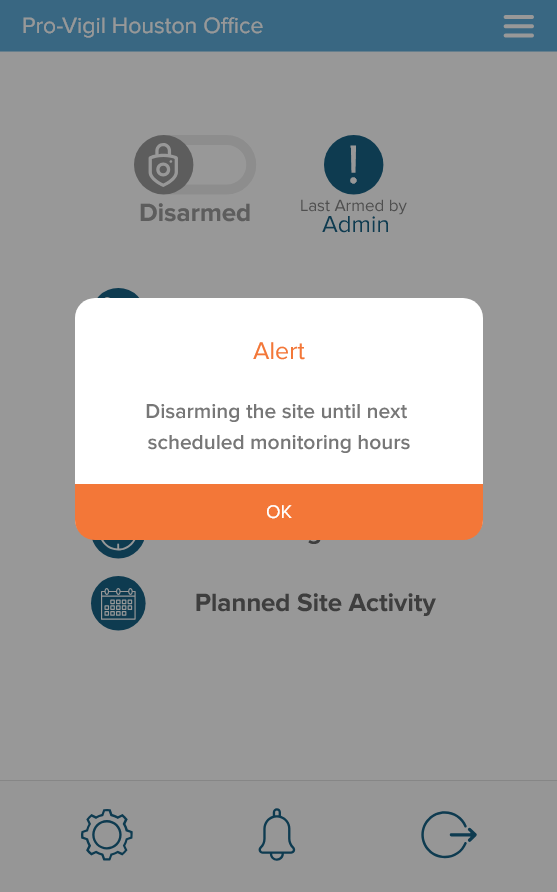 Pro-Vigil Houston Office
Disarmed
Last Armed by
Admin
Alert
Disarming the site until next
scheduled monitoring hours
OK
Planned Site Activity